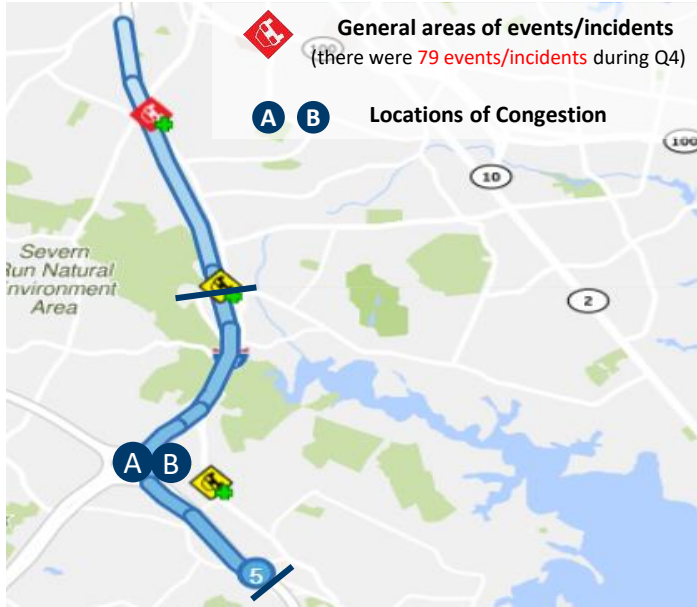 General areas of events/incidents
(there were 79 events/incidents during Q4)
100
A B
Locations of Congestion
100
10
Severn
Run Natural
Environment
Area
2
A B
5